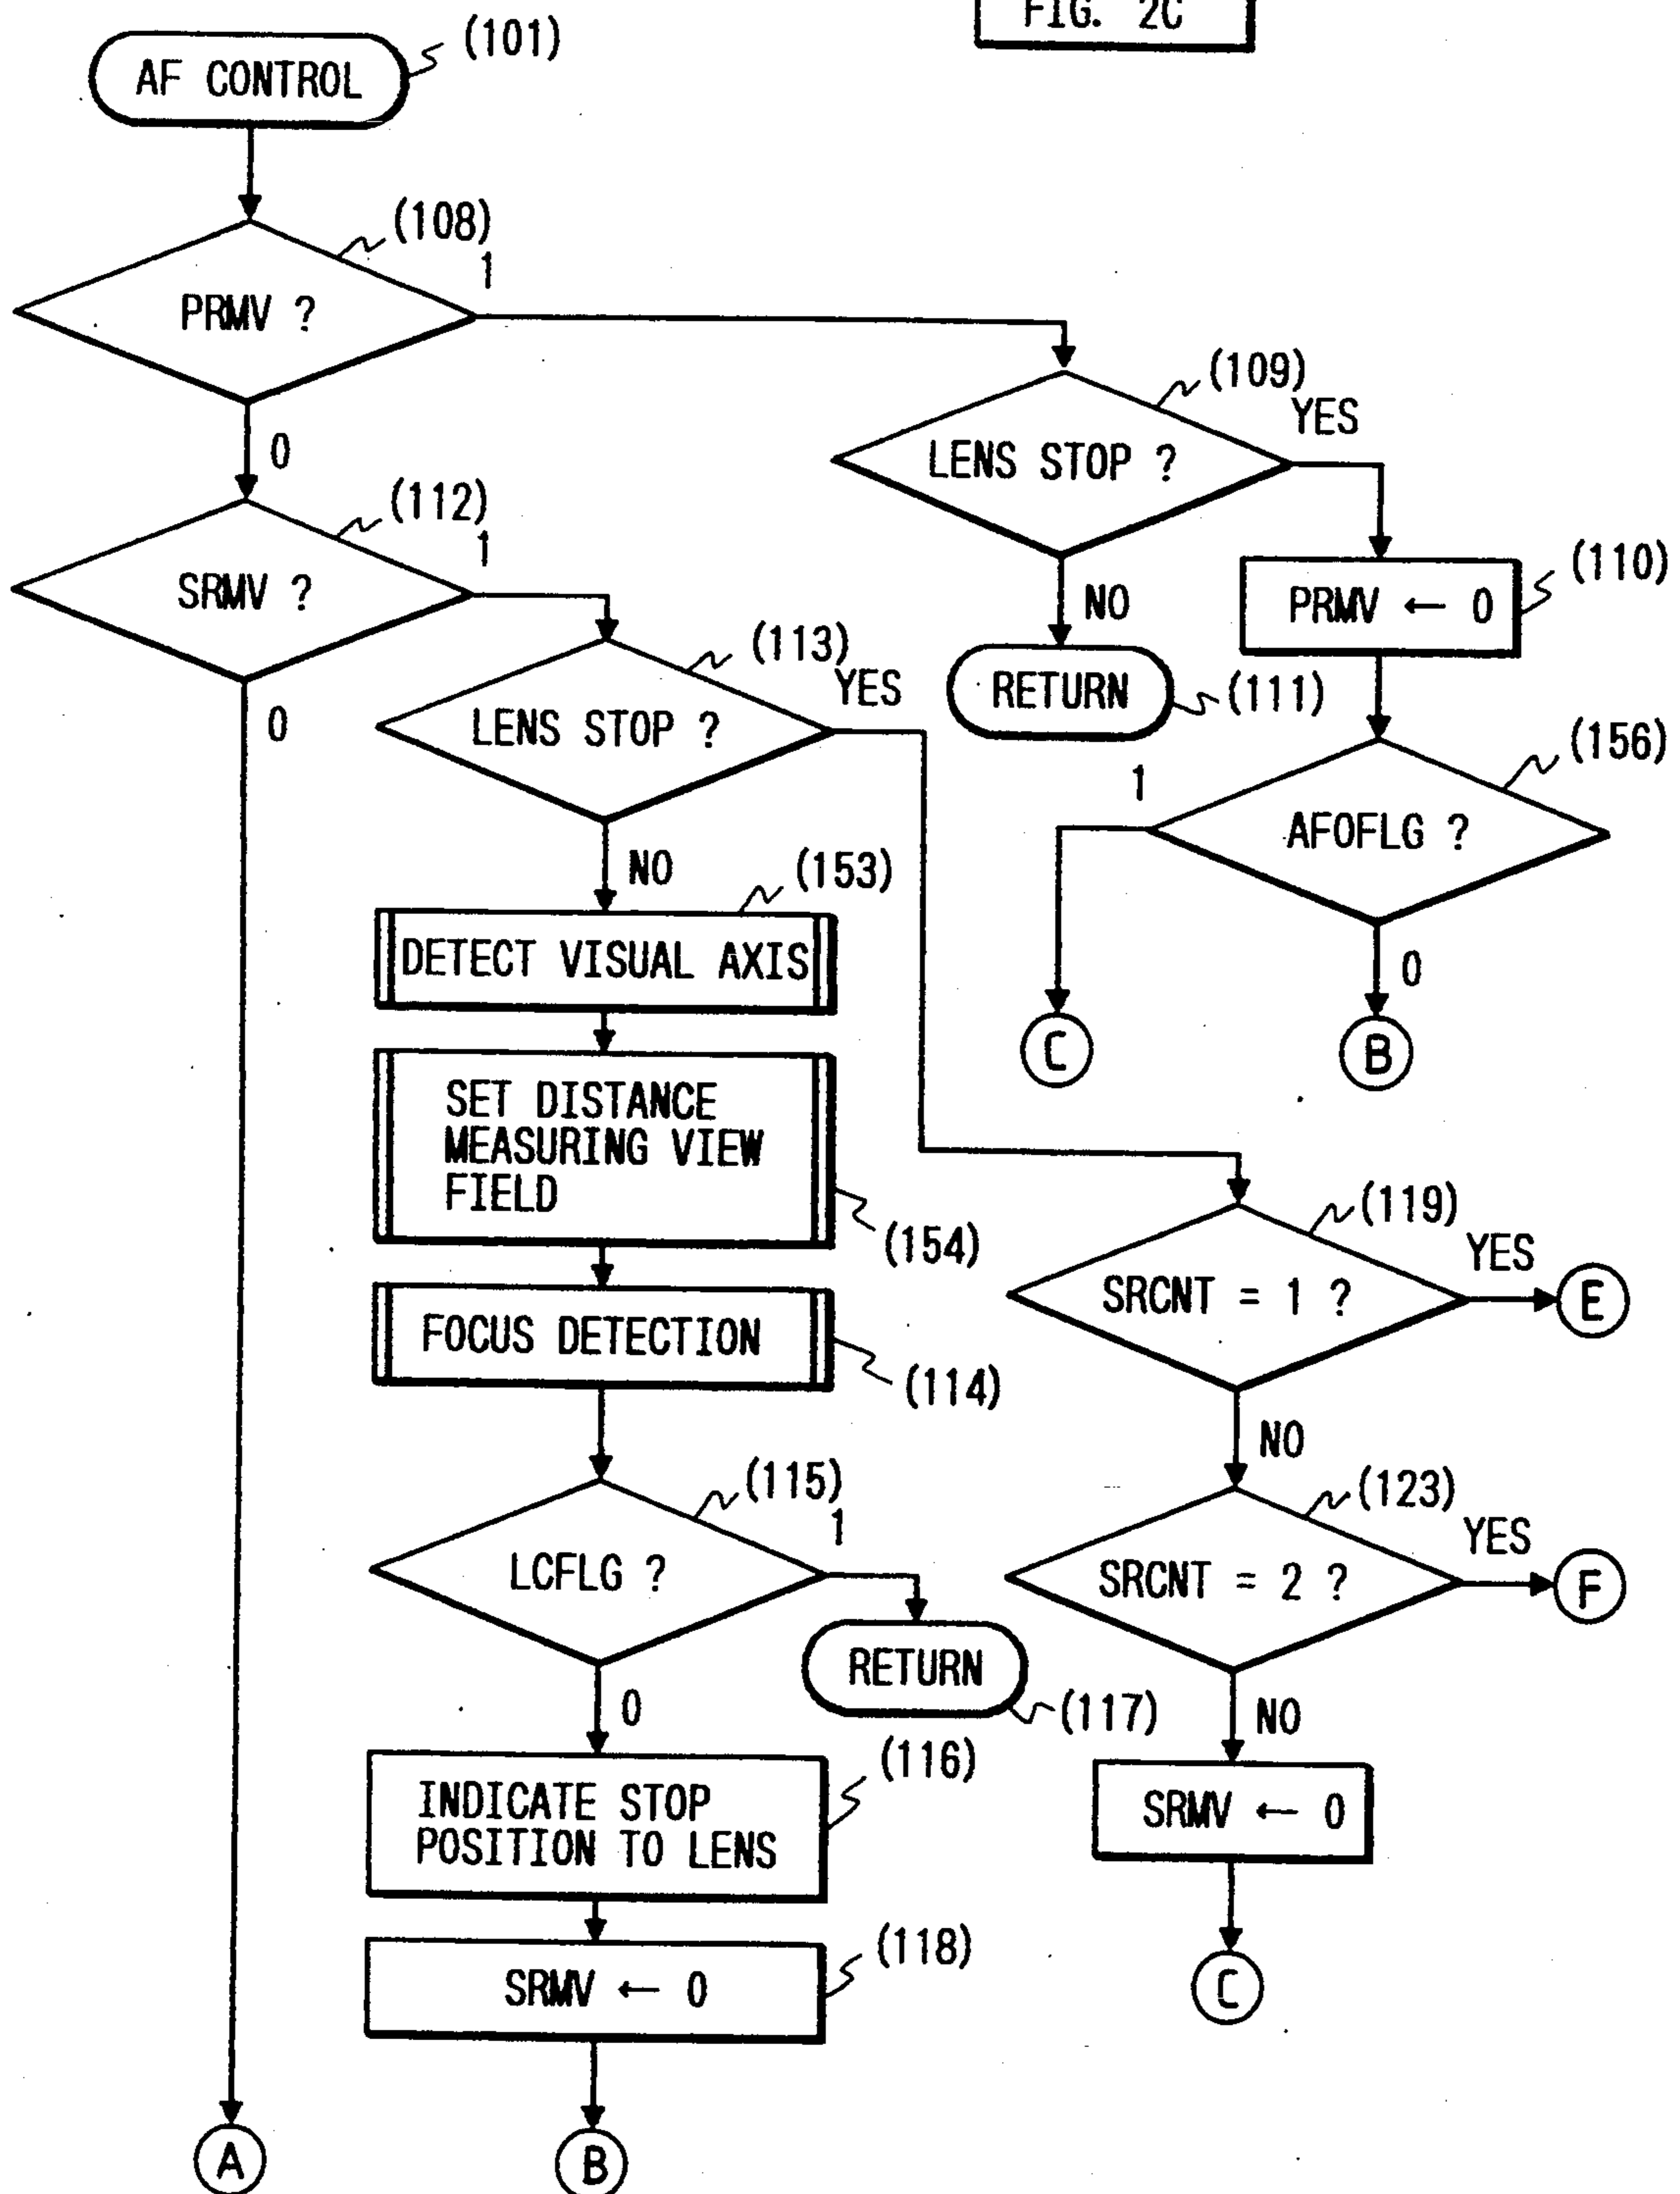 FIG. 2C
AF CONTROL
(101)
(108)
PRMV ?
1
0
(109)
LENS STOP ?
YES
NO
(110)
PRMV ← 0
RETURN
(111)
(156)
AFOFLG ?
1
0
C
B
(112)
SRMV ?
1
0
(113)
LENS STOP ?
YES
NO
(153)
DETECT VISUAL AXIS
SET DISTANCE
MEASURING VIEW
FIELD
(154)
FOCUS DETECTION
(114)
(115)
LCFLG ?
1
0
RETURN
(117)
INDICATE STOP
POSITION TO LENS
(116)
SRMV ← 0
(118)
A
B
(119)
SRCNT = 1 ?
YES
E
NO
(123)
SRCNT = 2 ?
YES
F
NO
SRMV ← 0
C